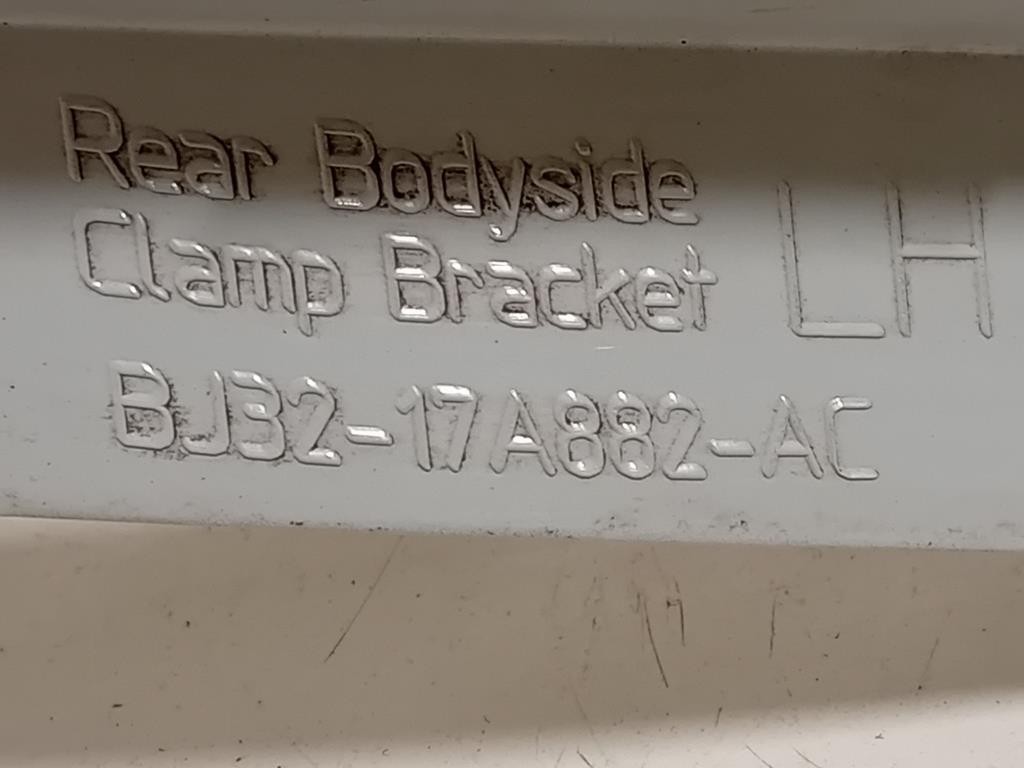 Rear Bodyside
Clamp Bracket LH
BJ32-17A882-AC